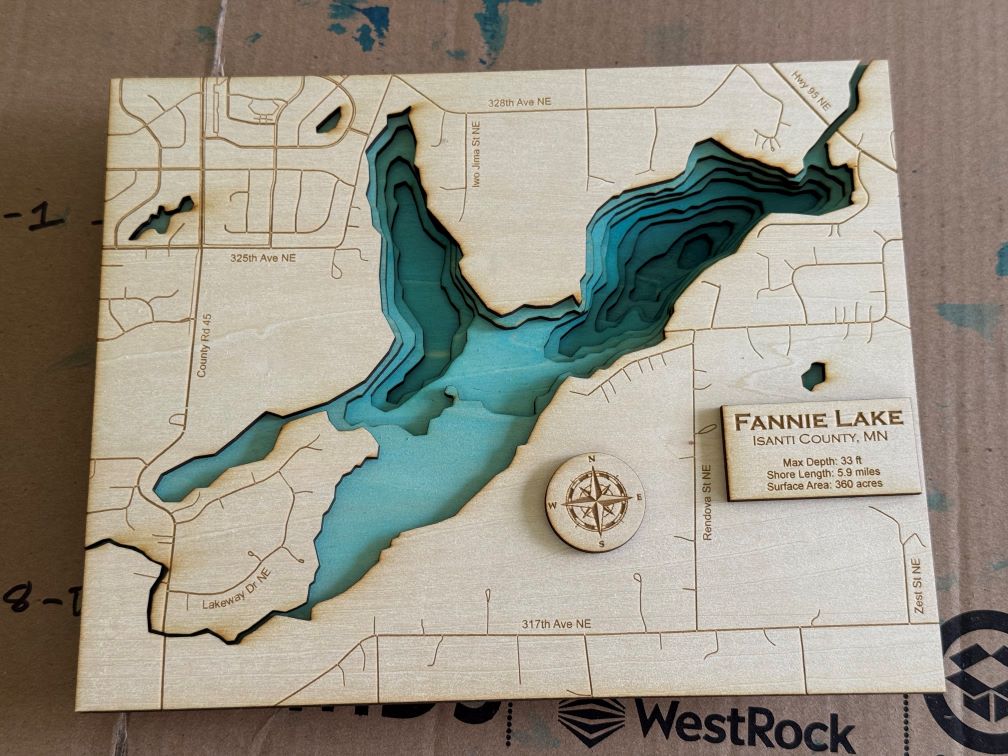 328th Ave NE
Hwy 95 NE
Iwo Jima St NE
-1
325th Ave NE
County Rd 45
FANNIE LAKE
ISANTI COUNTY, MN
Max Depth: 33 ft
Shore Length: 5.9 miles
Surface Area: 360 acres
N
W E
S
Rendova St NE
Zest St NE
Lakeway Dr NE
317th Ave NE
WestRock